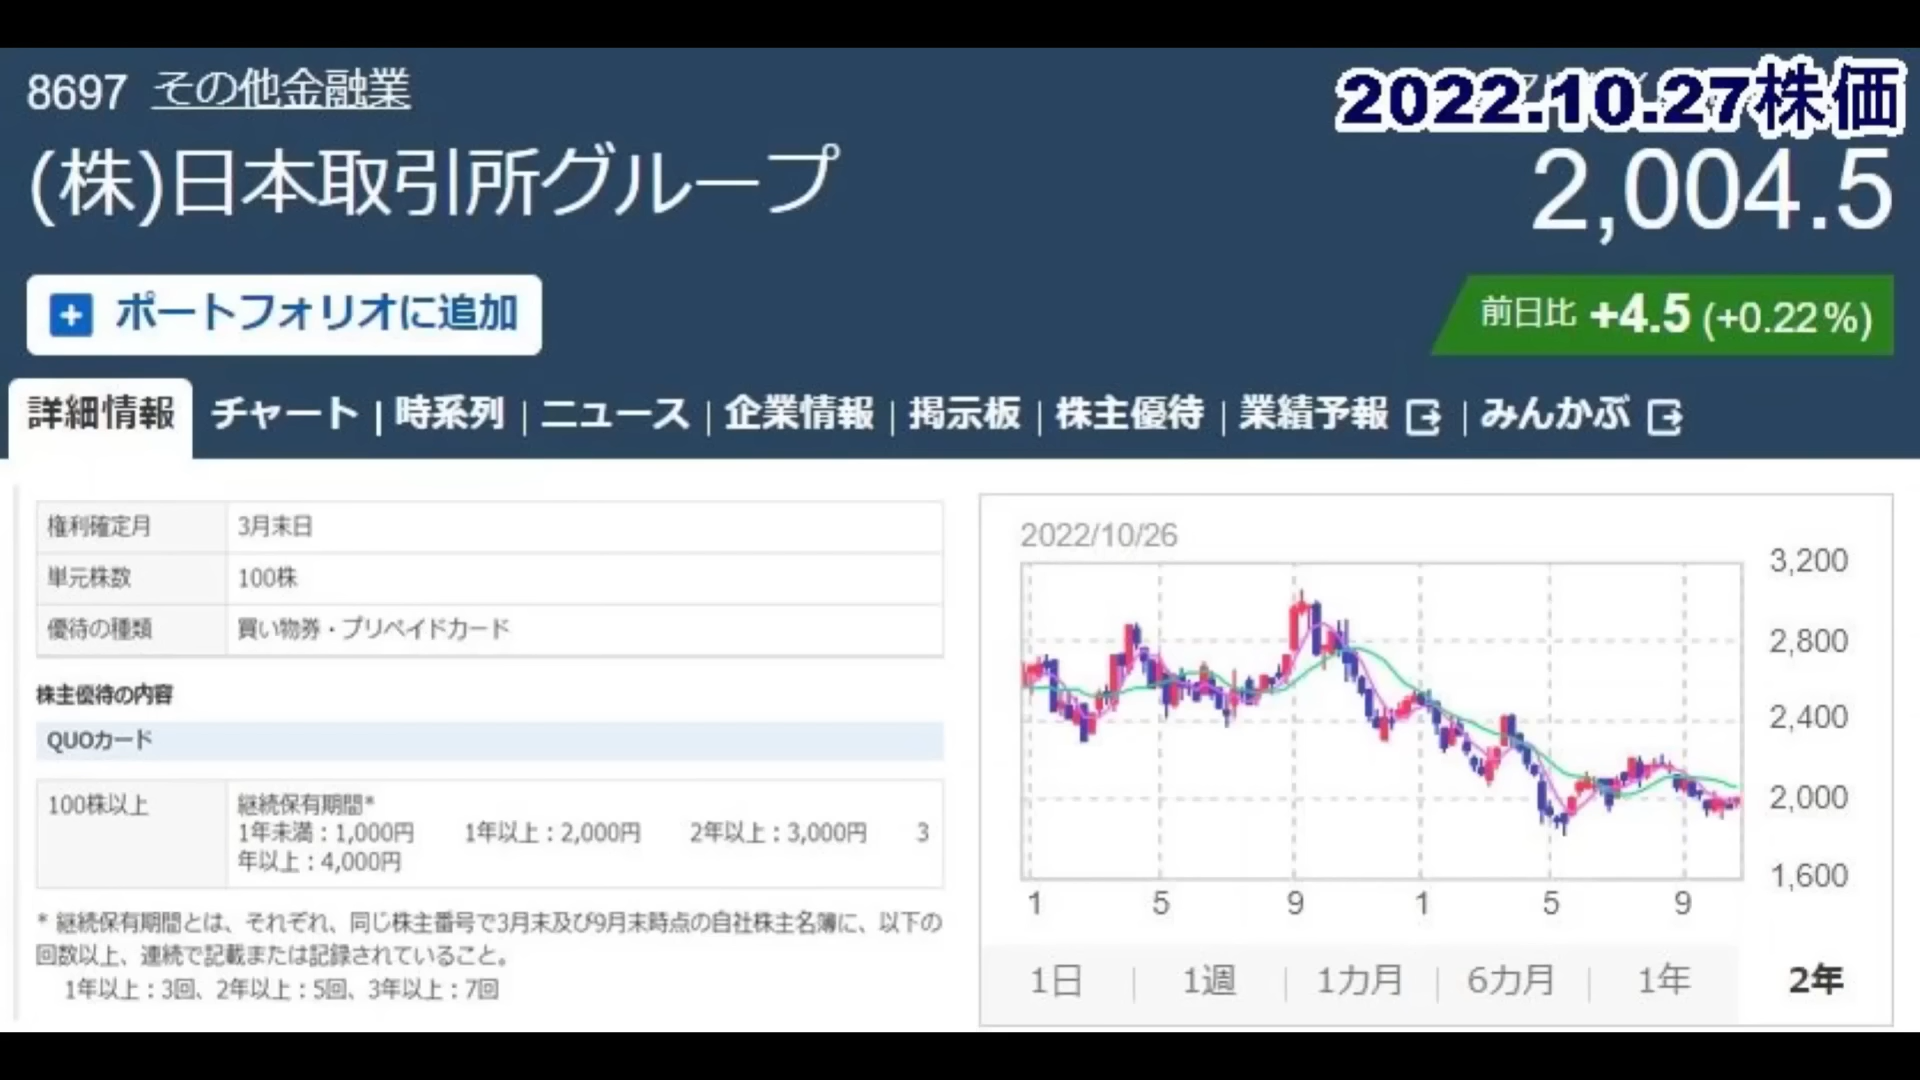 8697 その他金融業
2022.10.27株価
(株)日本取引所グループ
2,004.5
ポートフォリオに追加
前日比 +4.5 (+0.22%)
詳細情報 チャート | 時系列 | ニュース | 企業情報 | 掲示板 | 株主優待 | 業績予報 | みんかぶ
権利確定月 3月末日
単元株数 100株
優待の種類 買い物券・プリペイドカード
株主優待の内容
QUOカード
100株以上 継続保有期間*
1年未満：1,000円 1年以上：2,000円 2年以上：3,000円 3
年以上：4,000円
* 継続保有期間とは、それぞれ、同じ株主番号で3月末及び9月末時点の自社株主名簿に、以下の
回数以上、連続で記載または記録されていること。
1年以上：3回、2年以上：5回、3年以上：7回
2022/10/26
3,200
2,800
2,400
2,000
1,600
1 5 9 1 5 9
1日 | 1週 | 1カ月 | 6カ月 | 1年 2年